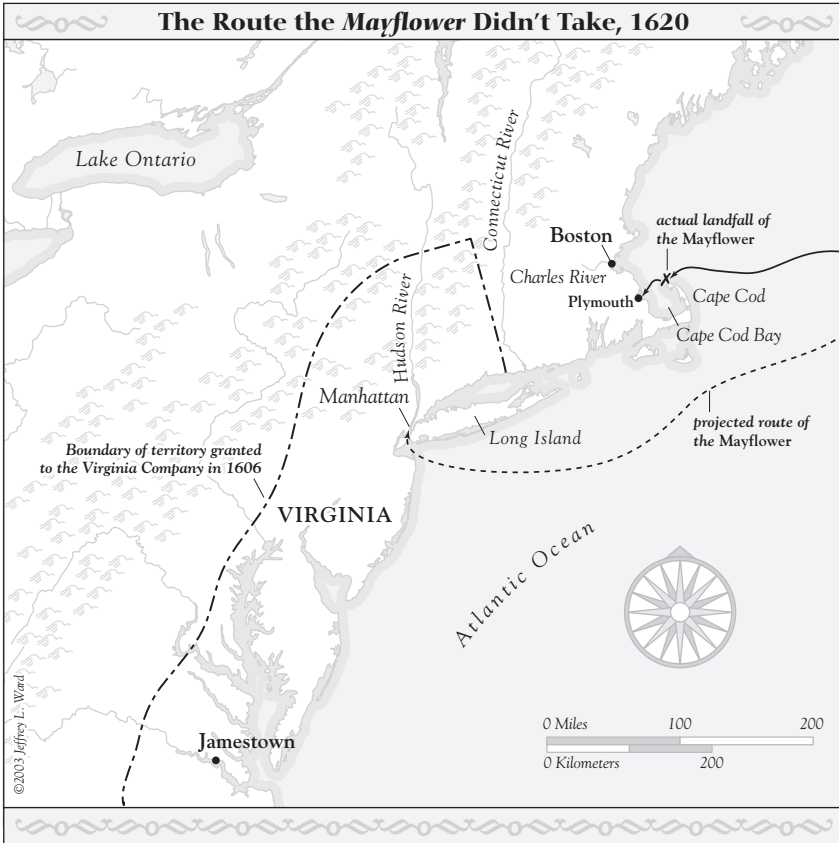 The Route the Mayflower Didn't Take, 1620
Lake Ontario
Connecticut River
Hudson River
Boston
actual landfall of
the Mayflower
Charles River
Plymouth
Cape Cod
Cape Cod Bay
Manhattan
Long Island
projected route of
the Mayflower
Boundary of territory granted
to the Virginia Company in 1606
VIRGINIA
Atlantic Ocean
Jamestown
0 Miles 100 200
0 Kilometers 200
©2003 Jeffrey L. Ward